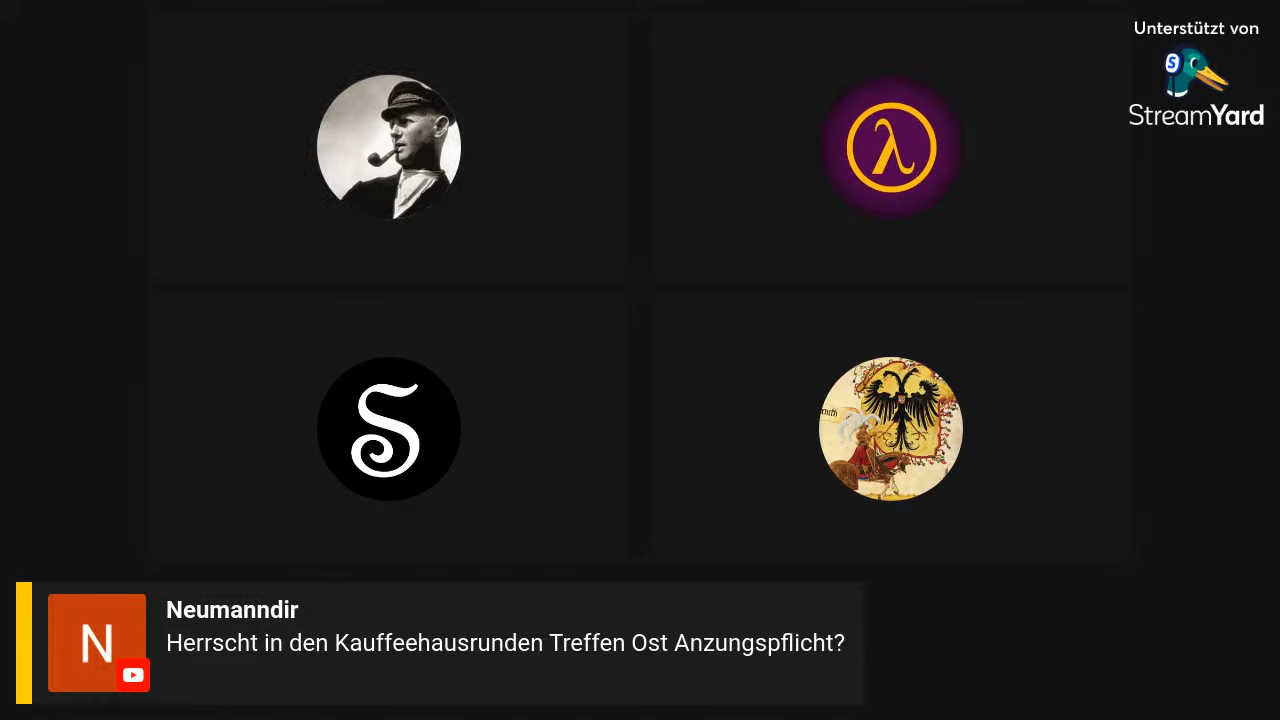 Unterstützt von
S
StreamYard
λ
S
N
Neumanndir
Herrscht in den Kauffeehausrunden Treffen Ost Anzungspflicht?